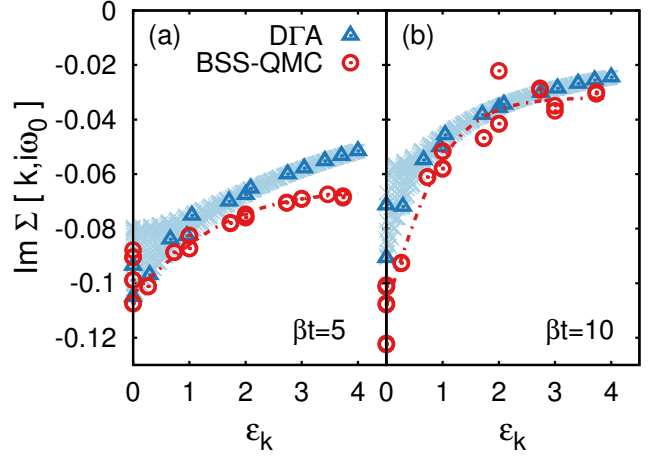 (a) DΓA
BSS-QMC
(b)
Im Σ [ k,iω₀ ]
0
-0.02
-0.04
-0.06
-0.08
-0.1
-0.12
βt=5
βt=10
0 1 2 3 4
0 1 2 3 4
εₖ
εₖ